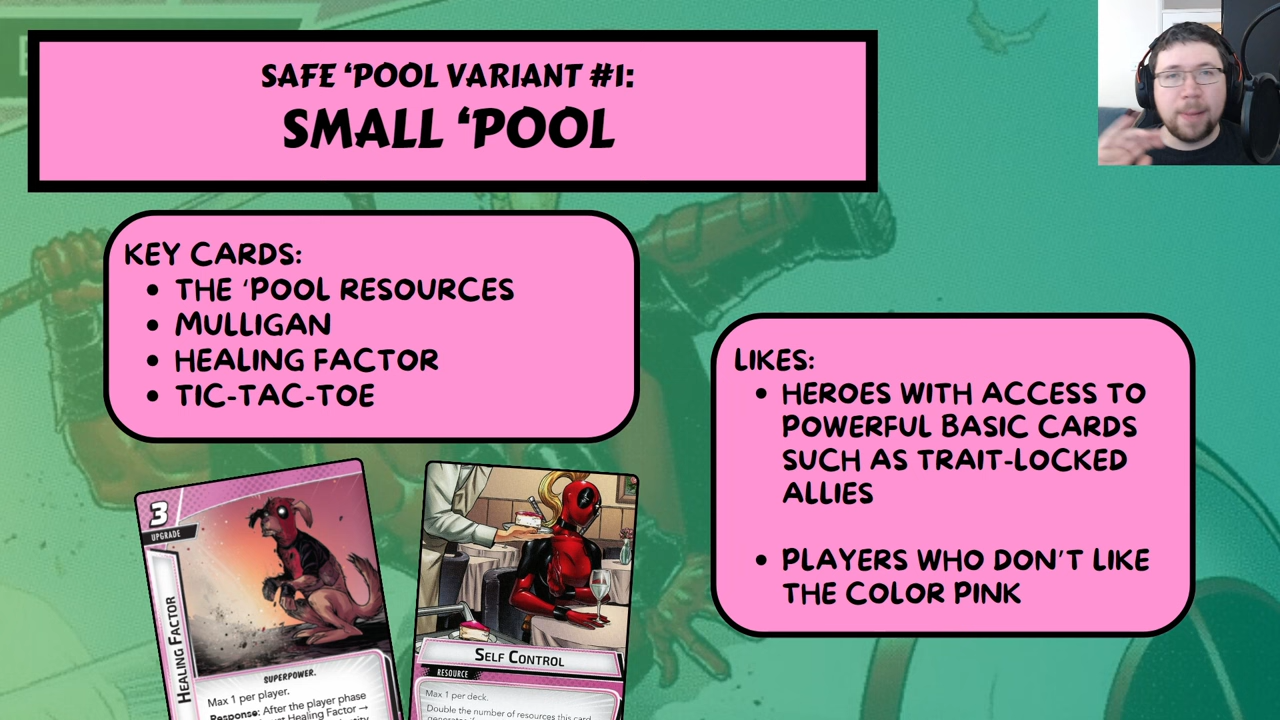 SAFE ‘POOL VARIANT #1:
SMALL ‘POOL
KEY CARDS:
• THE ‘POOL RESOURCES
• MULLIGAN
• HEALING FACTOR
• TIC-TAC-TOE
LIKES:
• HEROES WITH ACCESS TO
POWERFUL BASIC CARDS
SUCH AS TRAIT-LOCKED
ALLIES
• PLAYERS WHO DON’T LIKE
THE COLOR PINK
3
UPGRADE
HEALING FACTOR
SUPERPOWER.
Max 1 per player.
Response: After the player phase
Healing Factor →
SELF CONTROL
RESOURCE
Max 1 per deck.
Double the number of resources this card